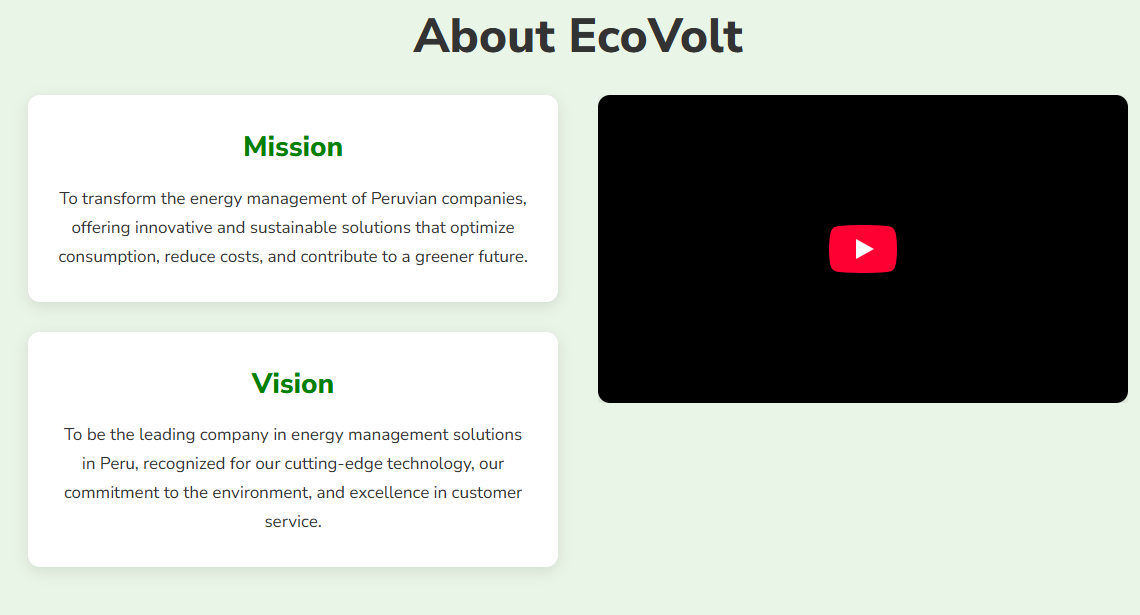 About EcoVolt
Mission
To transform the energy management of Peruvian companies,
offering innovative and sustainable solutions that optimize
consumption, reduce costs, and contribute to a greener future.
Vision
To be the leading company in energy management solutions
in Peru, recognized for our cutting-edge technology, our
commitment to the environment, and excellence in customer
service.